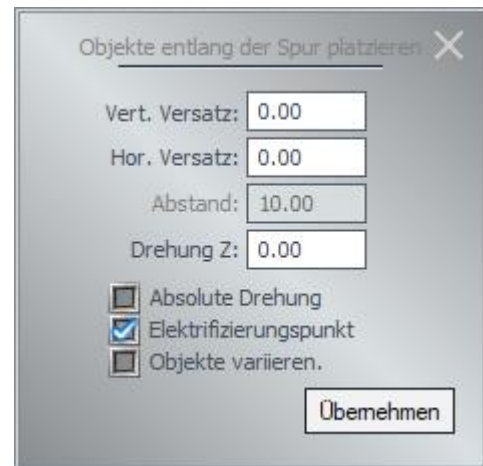 Objekte entlang der Spur platzieren
Vert. Versatz: 0.00
Hor. Versatz: 0.00
Abstand: 10.00
Drehung Z: 0.00
Absolute Drehung
Elektrifizierungspunkt
Objekte variieren.
Übernehmen